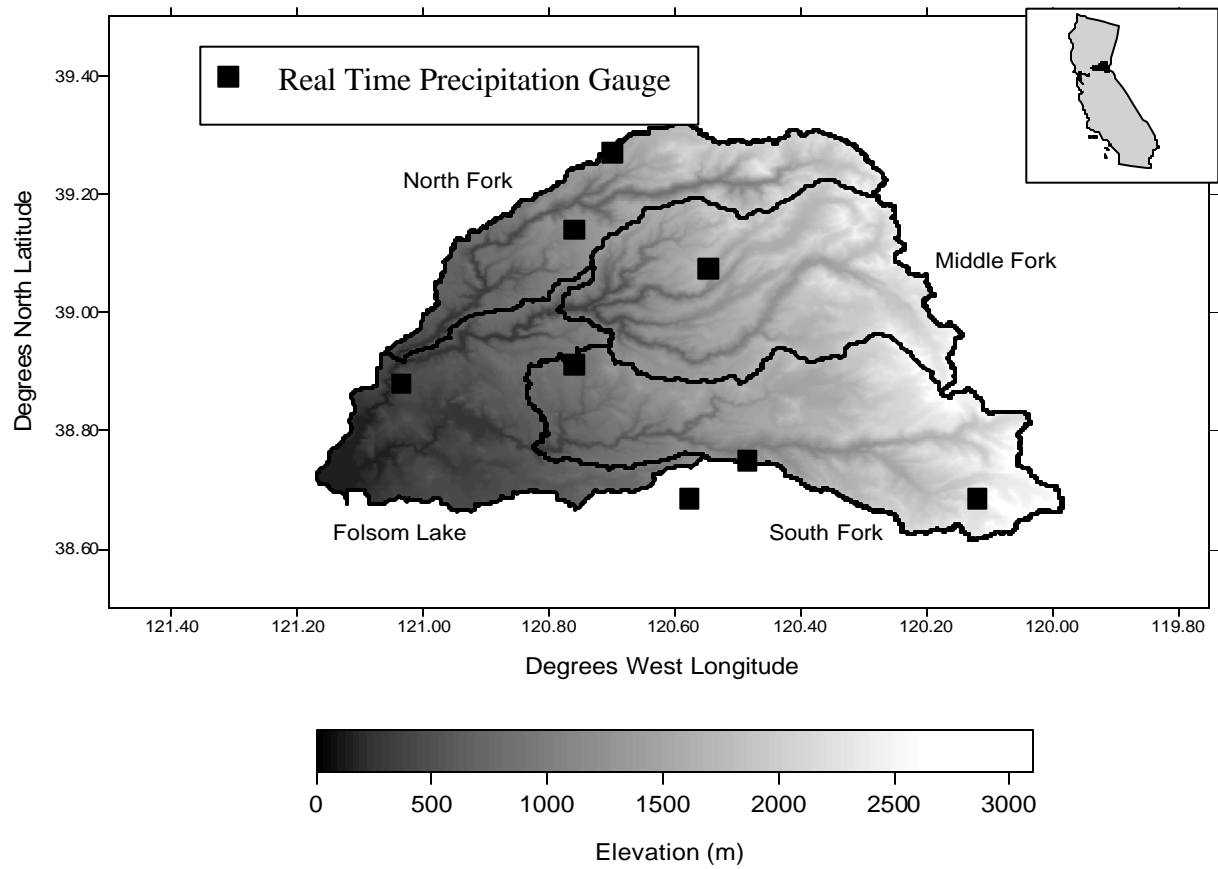 Real Time Precipitation Gauge
39.40
39.20
39.00
38.80
38.60
Degrees North Latitude
North Fork
Middle Fork
Folsom Lake
South Fork
121.40 121.20 121.00 120.80 120.60 120.40 120.20 120.00 119.80
Degrees West Longitude
0 500 1000 1500 2000 2500 3000
Elevation (m)